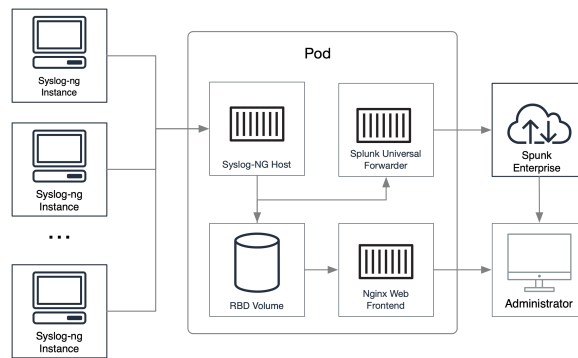 Pod
Syslog-ng
Instance
Syslog-NG Host
Splunk Universal
Forwarder
Spunk
Enterprise
Syslog-ng
Instance
...
RBD Volume
Nginx Web
Frontend
Administrator
Syslog-ng
Instance